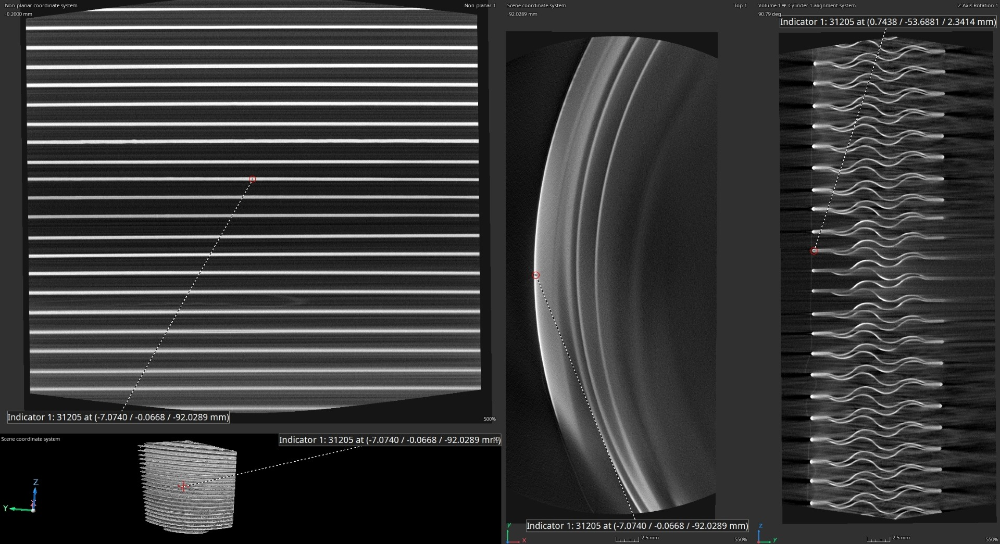 Non-planar coordinate system
Non-planar 1
-0.2000 mm
Indicator 1: 31205 at (-7.0740 / -0.0668 / -92.0289 mm)
500%
Scene coordinate system
Indicator 1: 31205 at (-7.0740 / -0.0668 / -92.0289 mm)
Z
Y
Scene coordinate system
Top 1
-92.0289 mm
Indicator 1: 31205 at (-7.0740 / -0.0668 / -92.0289 mm)
y
x
2.5 mm
550%
Volume 1 ⇒ Cylinder 1 alignment system
Z-Axis Rotation 1
90.79 deg
Indicator 1: 31205 at (0.7438 / -53.6881 / 2.3414 mm)
z
y
2.5 mm
550%